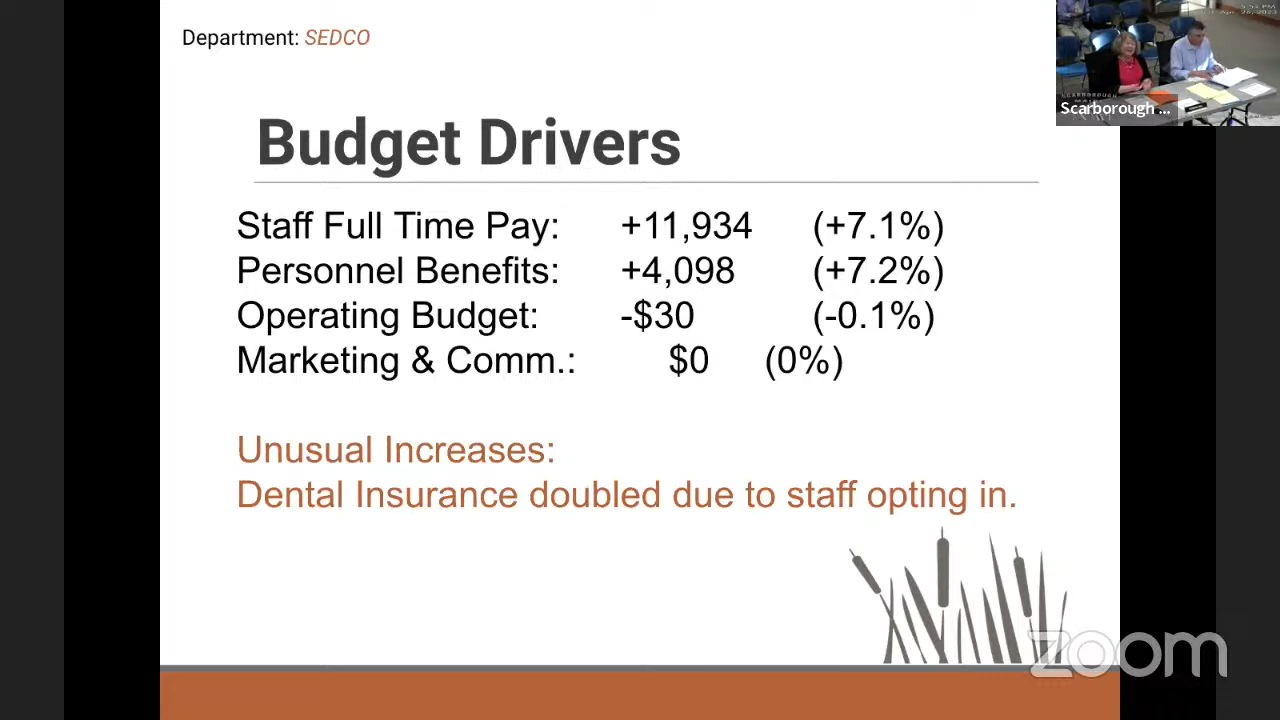 Department: SEDCO
Budget Drivers
Staff Full Time Pay: +11,934 (+7.1%)
Personnel Benefits: +4,098 (+7.2%)
Operating Budget: -$30 (-0.1%)
Marketing & Comm.: $0 (0%)
Unusual Increases:
Dental Insurance doubled due to staff opting in.
Scarborough ...
zoom